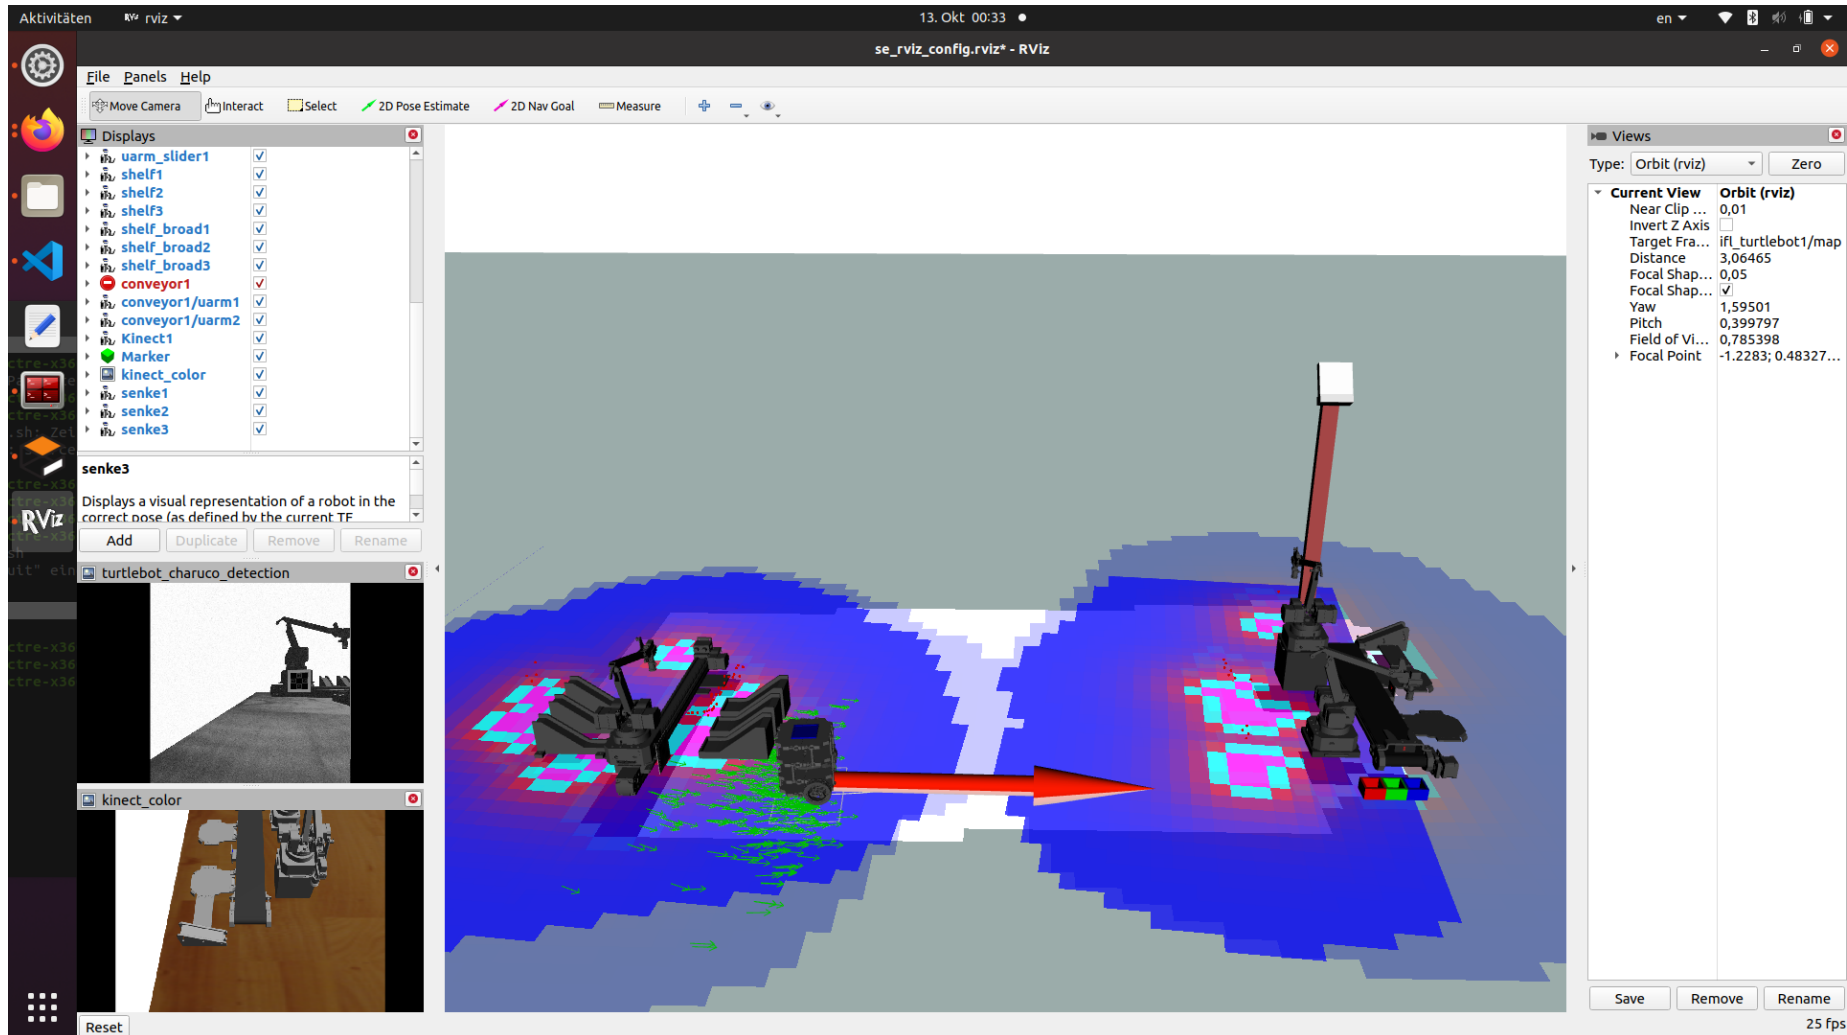 Aktivitäten
RViz rviz
13. Okt 00:33
en
se_rviz_config.rviz* - RViz
File Panels Help
Move Camera Interact Select 2D Pose Estimate 2D Nav Goal Measure
Displays
uarm_slider1
shelf1
shelf2
shelf3
shelf_broad1
shelf_broad2
shelf_broad3
conveyor1
conveyor1/uarm1
conveyor1/uarm2
Kinect1
Marker
kinect_color
senke1
senke2
senke3
senke3
Displays a visual representation of a robot in the
correct pose (as defined by the current TF
Add Duplicate Remove Rename
turtlebot_charuco_detection
kinect_color
Reset
RViz
Views
Type: Orbit (rviz) Zero
Current View Orbit (rviz)
Near Clip ... 0,01
Invert Z Axis
Target Fra... ifl_turtlebot1/map
Distance 3,06465
Focal Shap... 0,05
Focal Shap...
Yaw 1,59501
Pitch 0,399797
Field of Vi... 0,785398
Focal Point -1.2283; 0.48327...
Save Remove Rename
25 fps